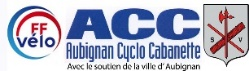 FF
vélo
ACC
Aubignan Cyclo Cabanette
Avec le soutien de la ville d'Aubignan
S V